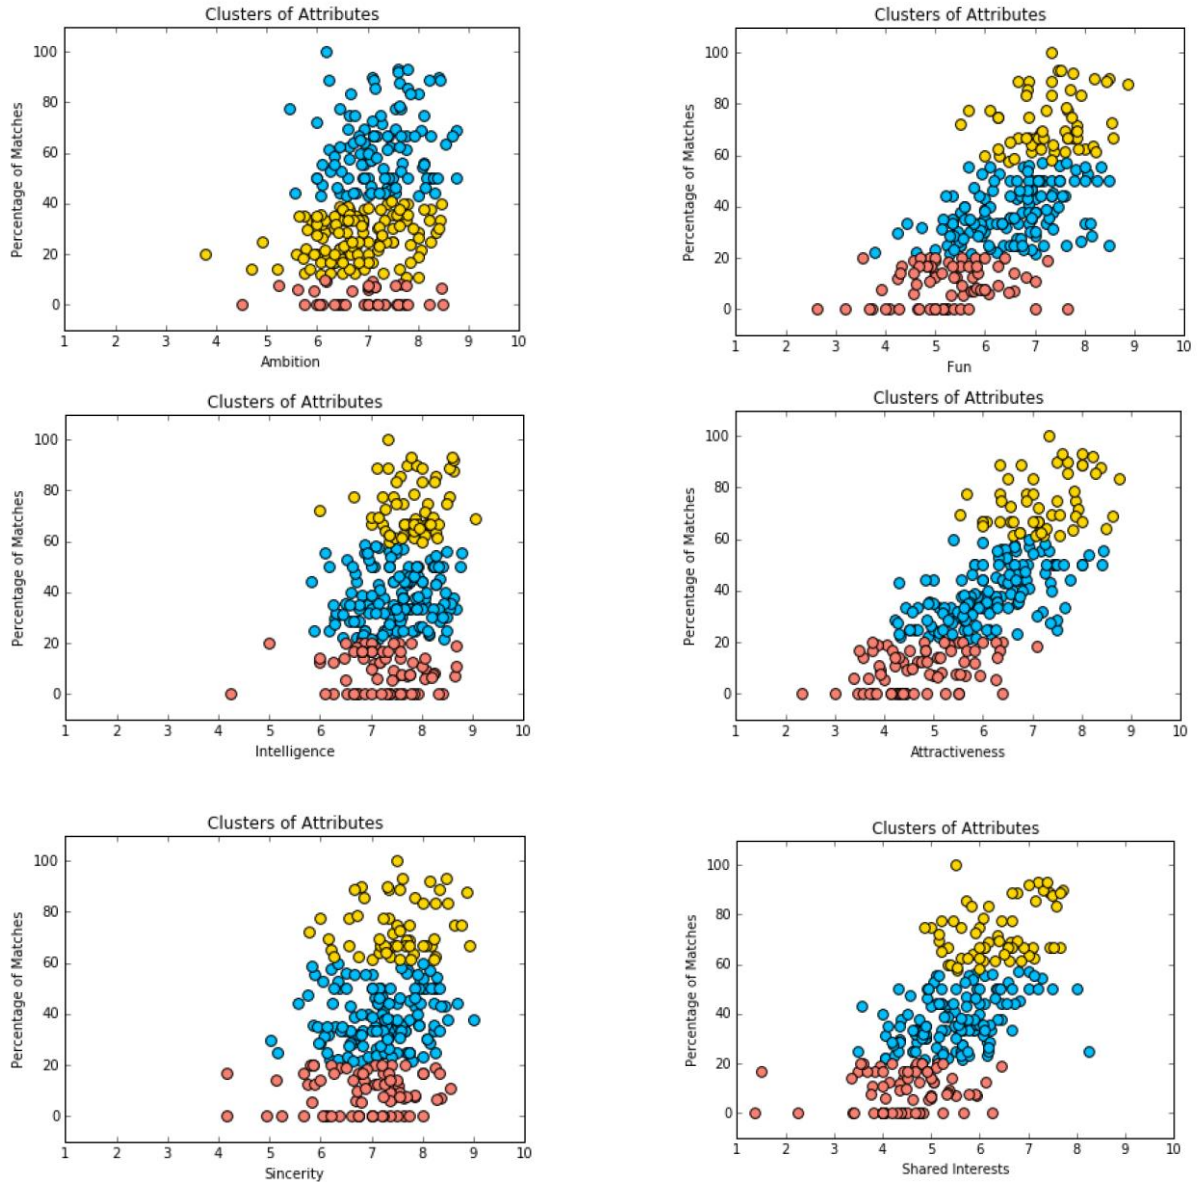 Clusters of Attributes
Percentage of Matches
100
80
60
40
20
0
1 2 3 4 5 6 7 8 9 10
Ambition
Clusters of Attributes
Percentage of Matches
100
80
60
40
20
0
1 2 3 4 5 6 7 8 9 10
Fun
Clusters of Attributes
Percentage of Matches
100
80
60
40
20
0
1 2 3 4 5 6 7 8 9 10
Intelligence
Clusters of Attributes
Percentage of Matches
100
80
60
40
20
0
1 2 3 4 5 6 7 8 9 10
Attractiveness
Clusters of Attributes
Percentage of Matches
100
80
60
40
20
0
1 2 3 4 5 6 7 8 9 10
Sincerity
Clusters of Attributes
Percentage of Matches
100
80
60
40
20
0
1 2 3 4 5 6 7 8 9 10
Shared Interests